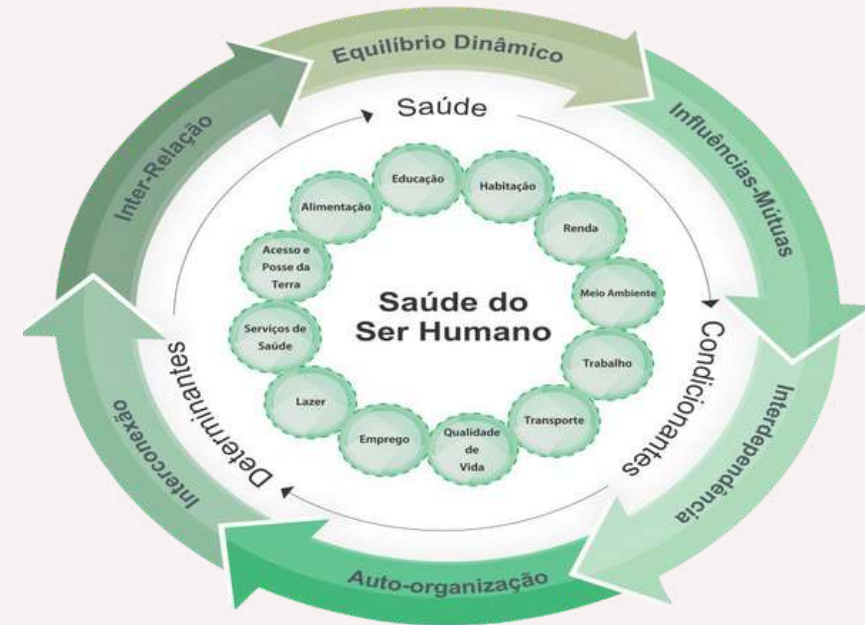 Equilíbrio Dinâmico
Influências-Mútuas
Interdependência
Auto-organização
Interconexão
Inter-Relação
Saúde
Condicionantes
Determinantes
Educação
Habitação
Renda
Meio Ambiente
Trabalho
Transporte
Qualidade
de
Vida
Emprego
Lazer
Serviços de
Saúde
Acesso e
Posse da
Terra
Alimentação
Saúde do
Ser Humano